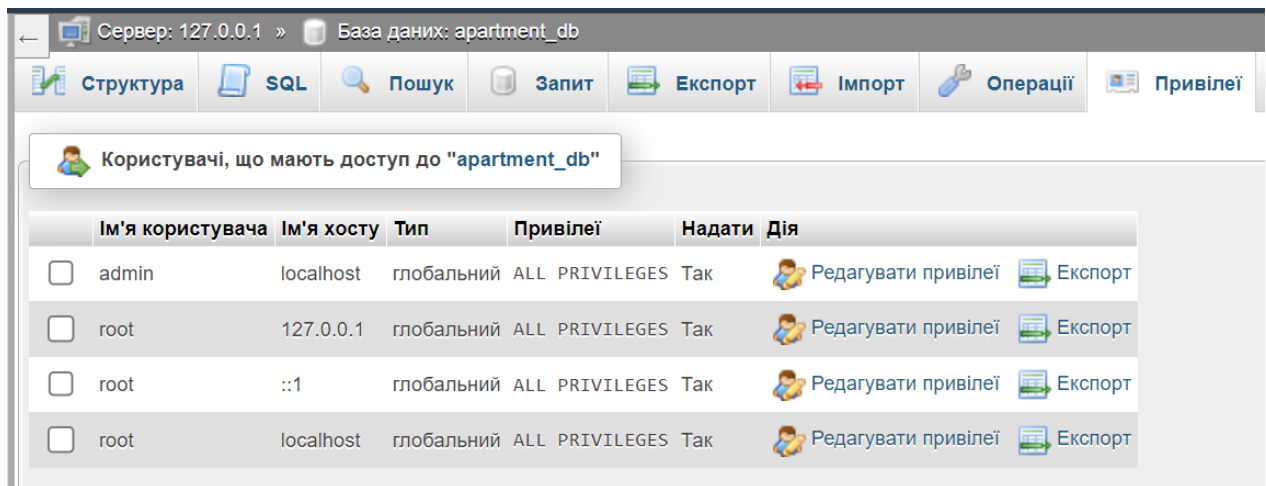 ← Сервер: 127.0.0.1 » База даних: apartment_db
Структура SQL Пошук Запит Експорт Імпорт Операції Привілеї
Користувачі, що мають доступ до "apartment_db"
Ім'я користувача Ім'я хосту Тип Привілеї Надати Дія
admin localhost глобальний ALL PRIVILEGES Так Редагувати привілеї Експорт
root 127.0.0.1 глобальний ALL PRIVILEGES Так Редагувати привілеї Експорт
root ::1 глобальний ALL PRIVILEGES Так Редагувати привілеї Експорт
root localhost глобальний ALL PRIVILEGES Так Редагувати привілеї Експорт